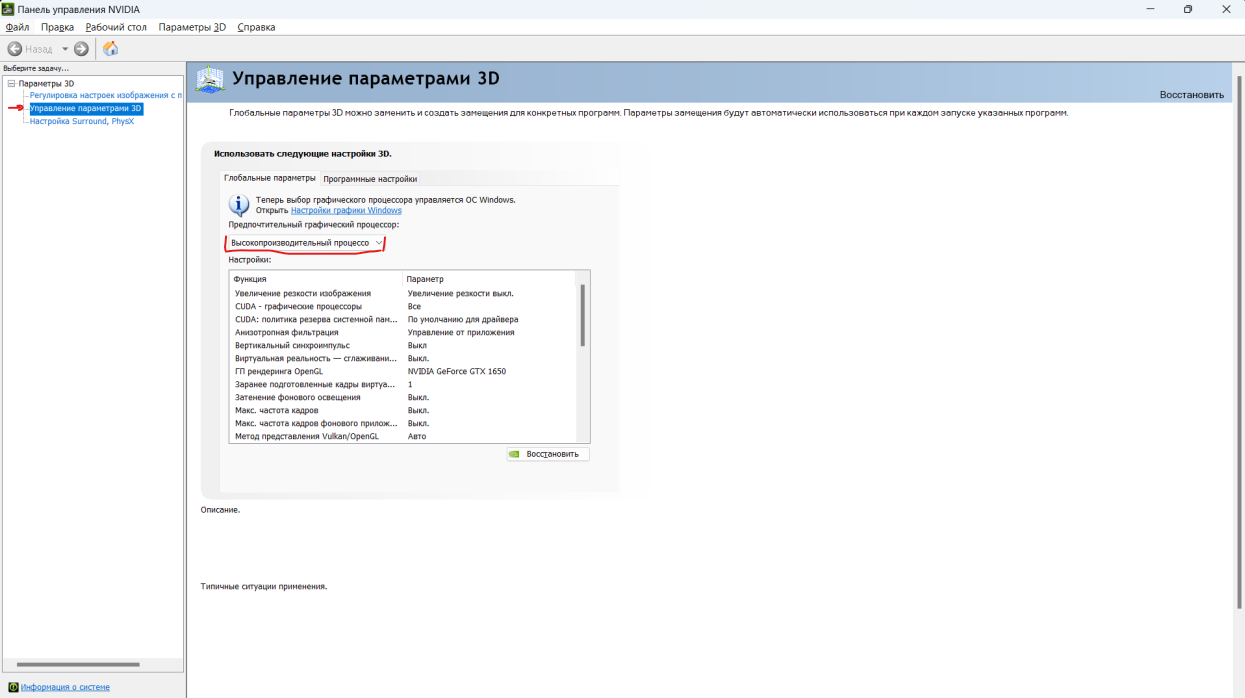 Панель управления NVIDIA
Файл Правка Рабочий стол Параметры 3D Справка
Назад
Выберите задачу...
Параметры 3D
Регулировка настроек изображения с п
Управление параметрами 3D
Настройка Surround, PhysX
Информация о системе
Управление параметрами 3D
Восстановить
Глобальные параметры 3D можно заменить и создать замещения для конкретных программ. Параметры замещения будут автоматически использоваться при каждом запуске указанных программ.
Использовать следующие настройки 3D.
Глобальные параметры Программные настройки
Теперь выбор графического процессора управляется ОС Windows.
Открыть Настройки графики Windows
Предпочтительный графический процессор:
Высокопроизводительный процессо
Настройки:
Функция Параметр
Увеличение резкости изображения Увеличение резкости выкл.
CUDA - графические процессоры Все
CUDA: политика резерва системной пам... По умолчанию для драйвера
Анизотропная фильтрация Управление от приложения
Вертикальный синхроимпульс Выкл
Виртуальная реальность — сглаживани... Выкл.
ГП рендеринга OpenGL NVIDIA GeForce GTX 1650
Заранее подготовленные кадры виртуа... 1
Затенение фонового освещения Выкл.
Макс. частота кадров Выкл.
Макс. частота кадров фонового прилож... Выкл.
Метод представления Vulkan/OpenGL Авто
Восстановить
Описание.
Типичные ситуации применения.